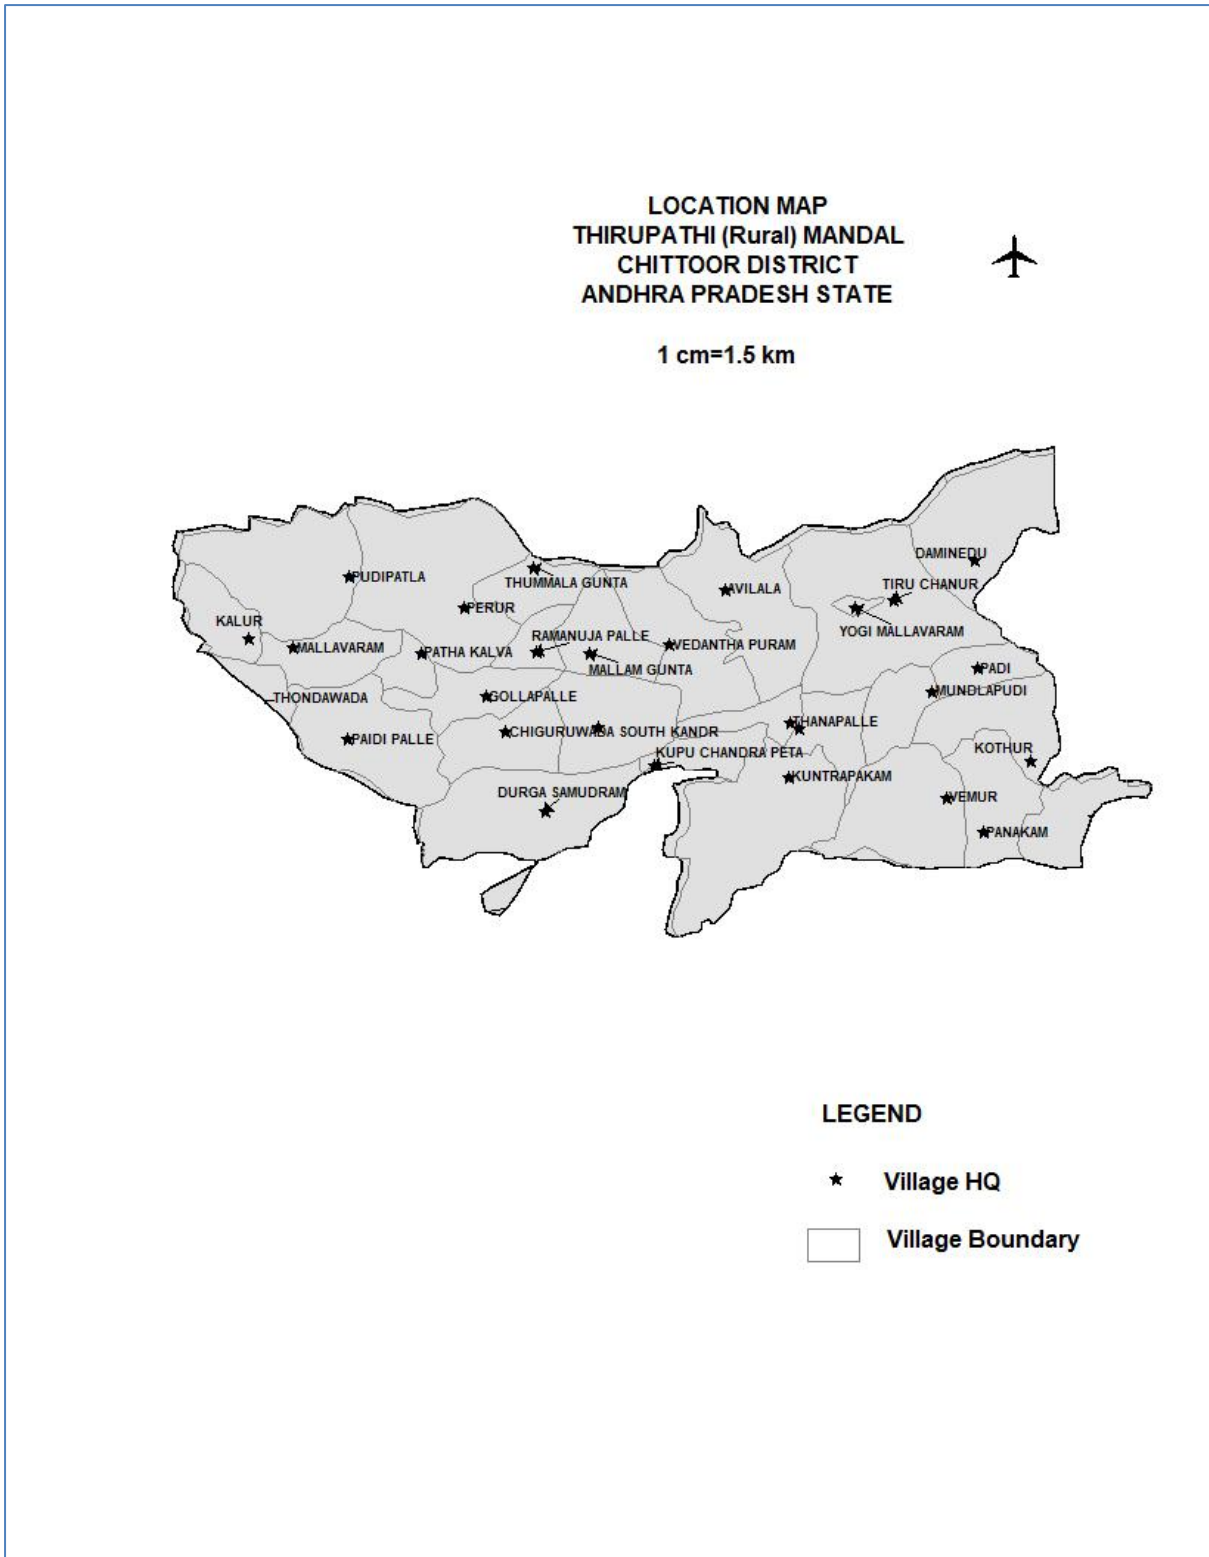 LOCATION MAP
THIRUPATHI (Rural) MANDAL
CHITTOOR DISTRICT
ANDHRA PRADESH STATE
1 cm=1.5 km
DAMINEDU
PUDIPATLA
THUMMALA GUNTA
TIRU CHANUR
AVILALA
PERUR
KALUR
YOGI MALLAVARAM
RAMANUJA PALLE
MALLAVARAM
PATHA KALVA
VEDANTHA PURAM
MALLAM GUNTA
PADI
MUNDLAPUDI
THONDAWADA
GOLLAPALLE
THANAPALLE
CHIGURUWADA
SOUTH KANDR
PAIDI PALLE
KOTHUR
KUPU CHANDRA PETA
KUNTRAPAKAM
DURGA SAMUDRAM
VEMUR
PANAKAM
LEGEND
Village HQ
Village Boundary